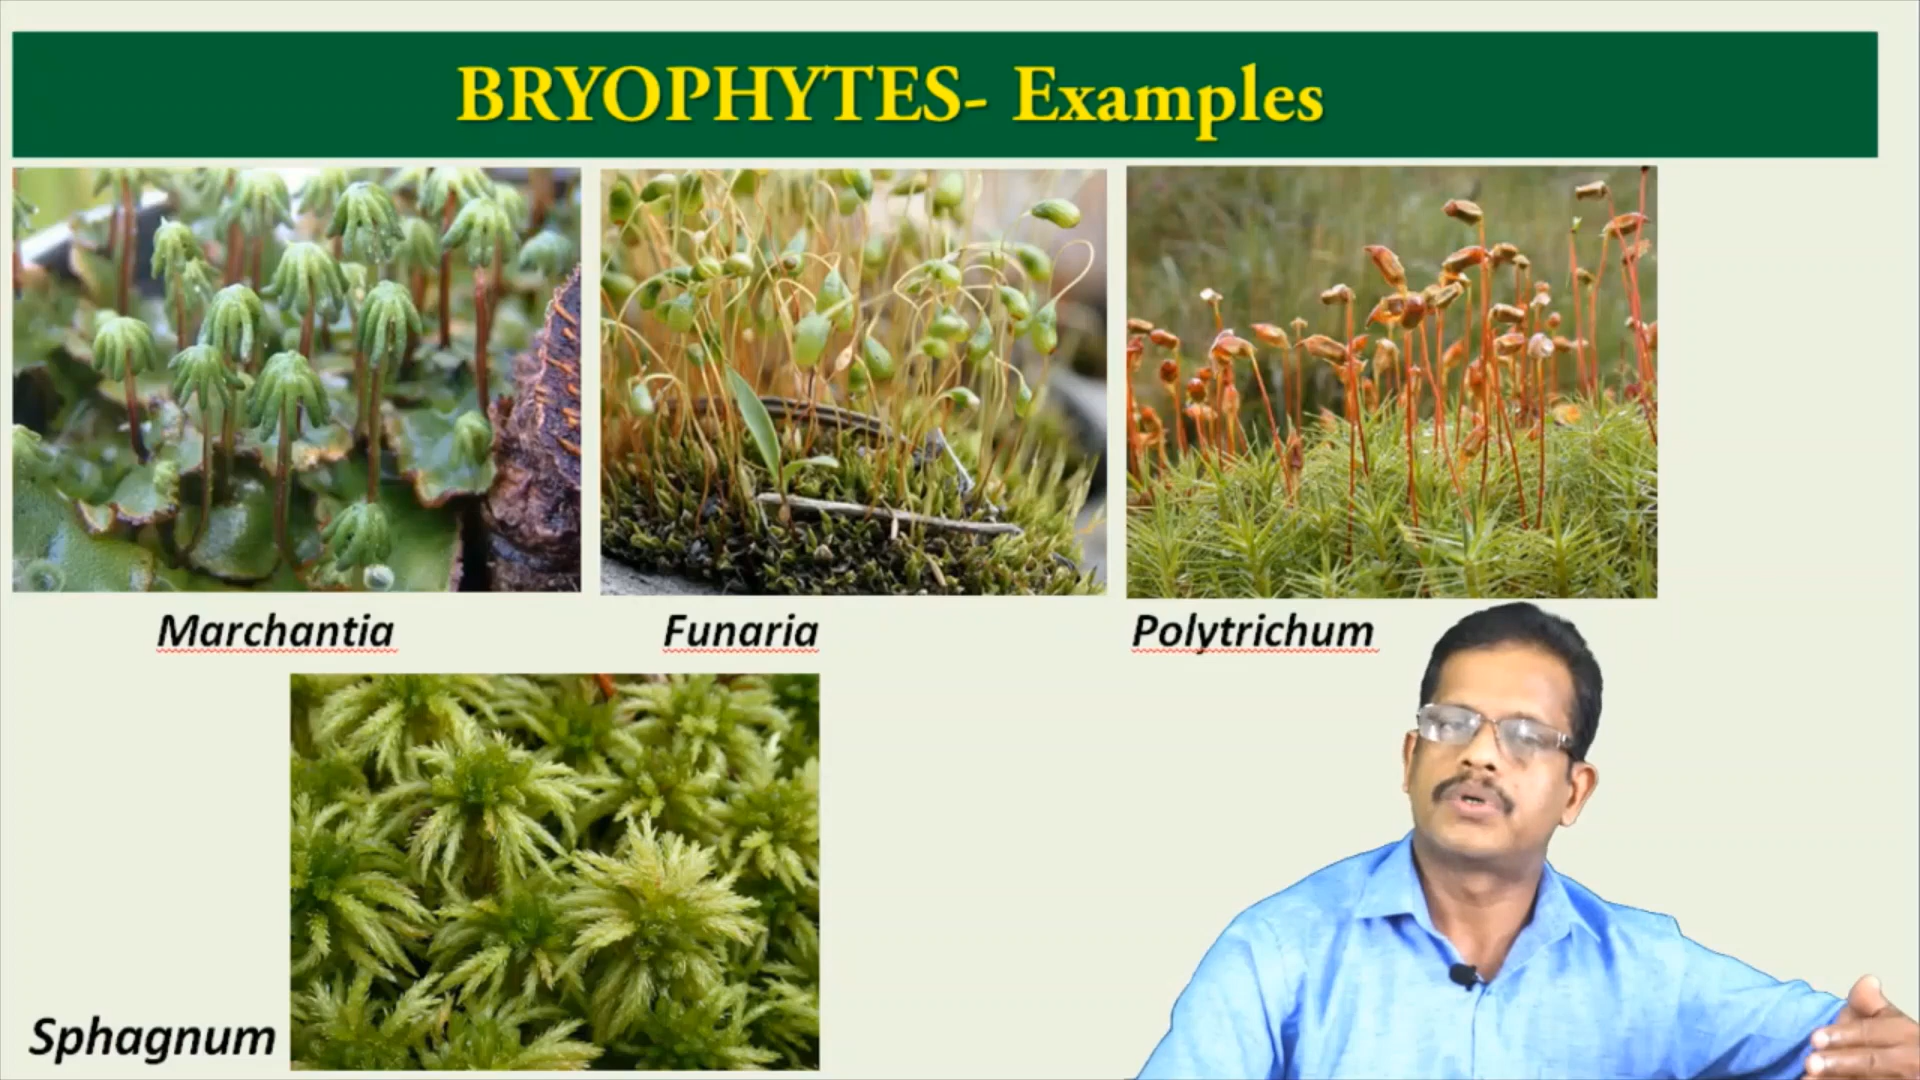 BRYOPHYTES- Examples
Marchantia
Funaria
Polytrichum
Sphagnum